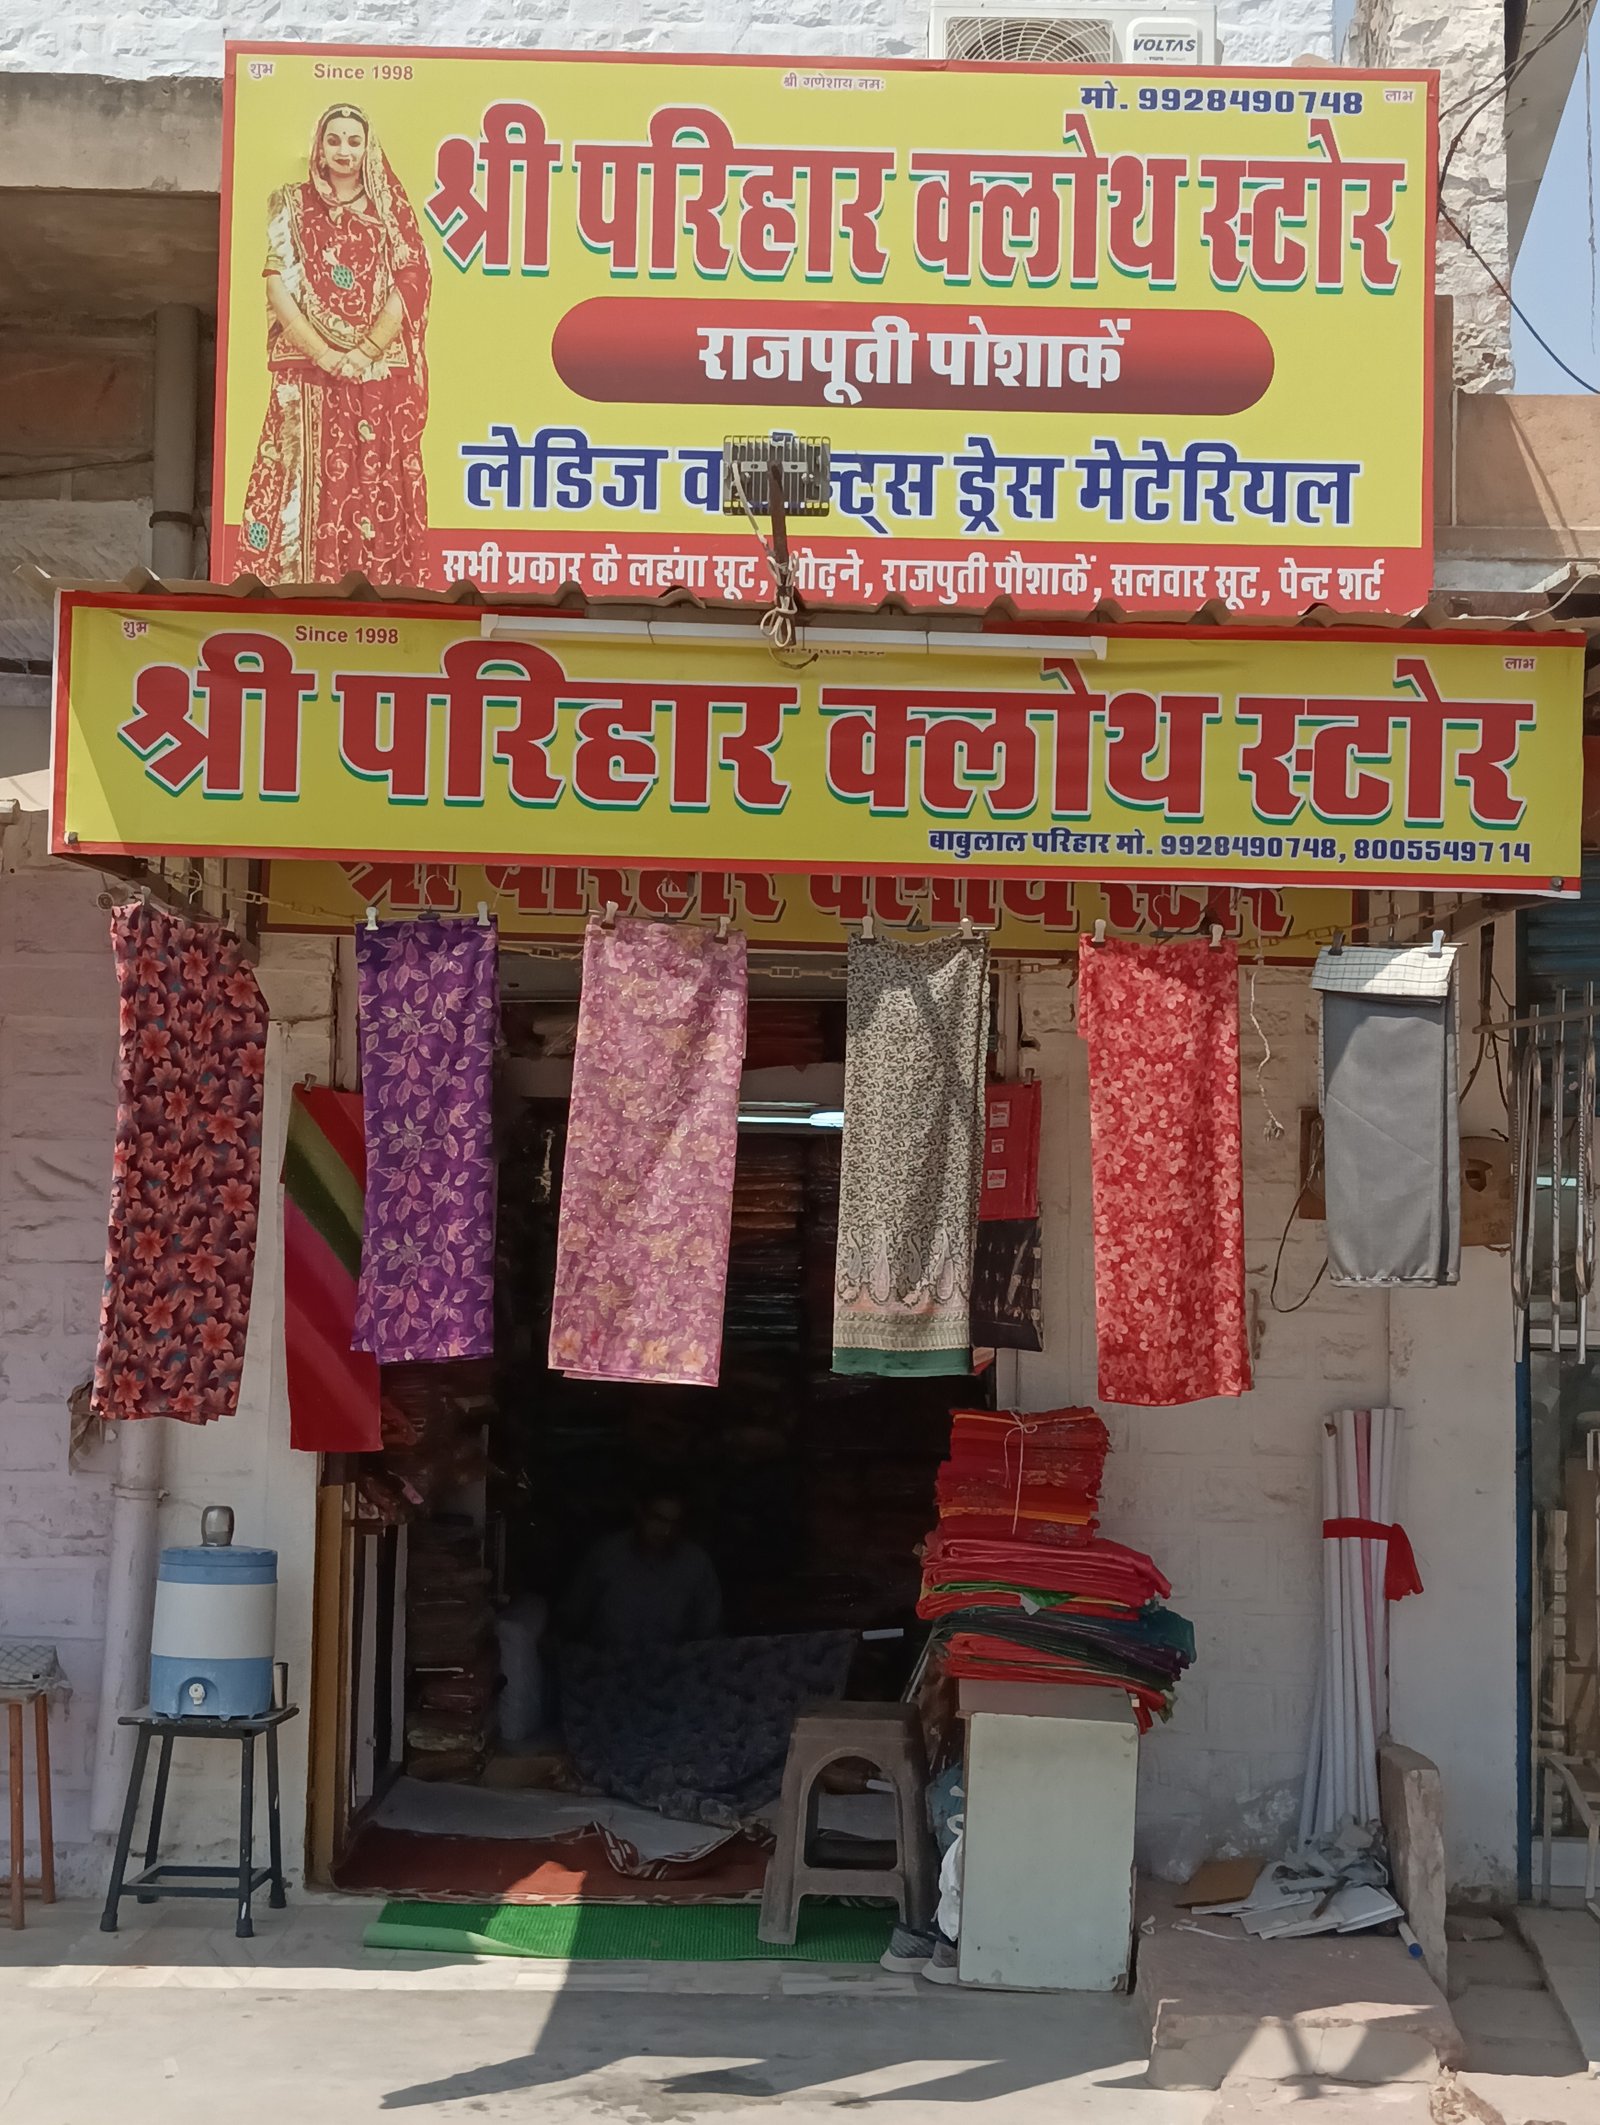 VOLTAS
शुभ Since 1998 श्री गणेशाय नमः मो. 9928490748 लाभ
श्री परिहार क्लोथ स्टोर
राजपूती पोशाकें
लेडिज ड्रेस मेटेरियल
सभी प्रकार के लहंगा सूट, राजपुती पौशाकें, सलवार सूट, पेन्ट शर्ट
शुभ Since 1998 लाभ
श्री परिहार क्लोथ स्टोर
बाबुलाल परिहार मो. 9928490748, 8005549714
श्री परिहार क्लोथ स्टोर